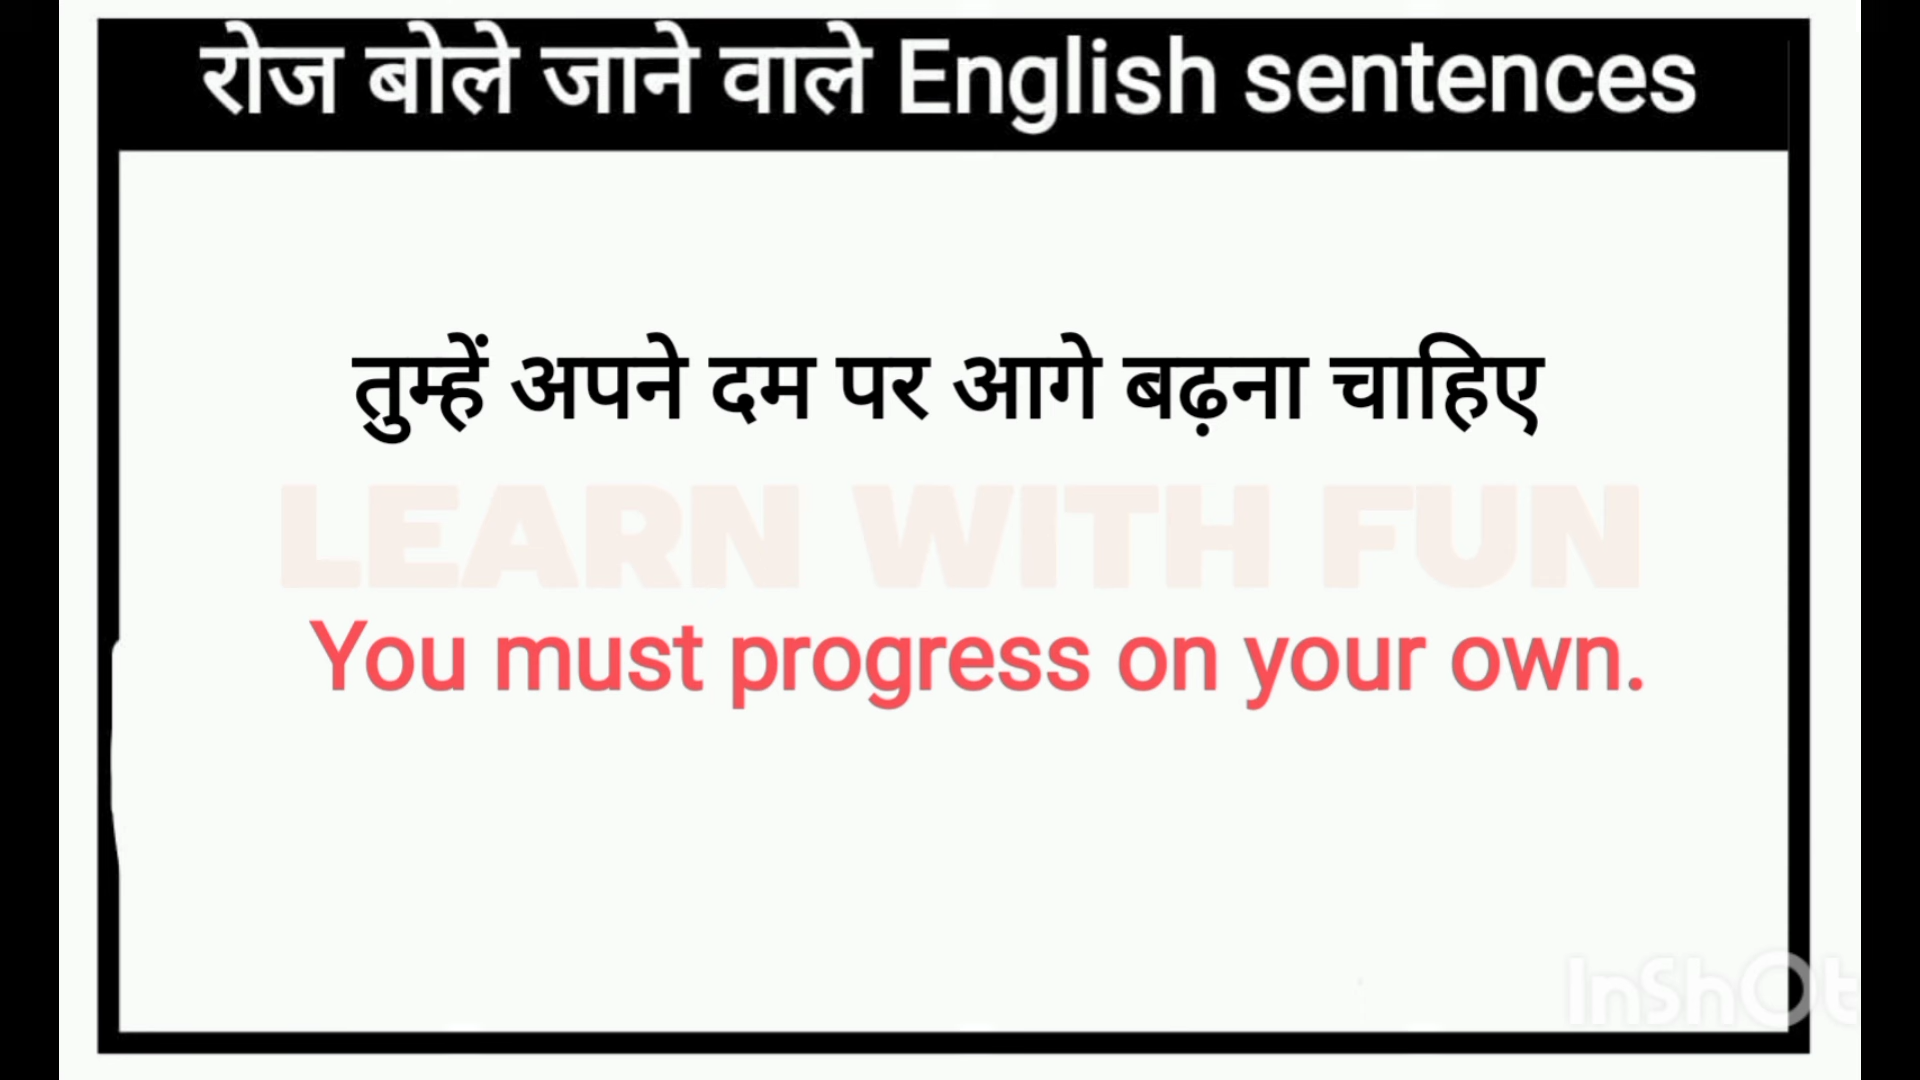 रोज बोले जाने वाले English sentences
तुम्हें अपने दम पर आगे बढ़ना चाहिए
LEARN WITH FUN
You must progress on your own.
InShOt